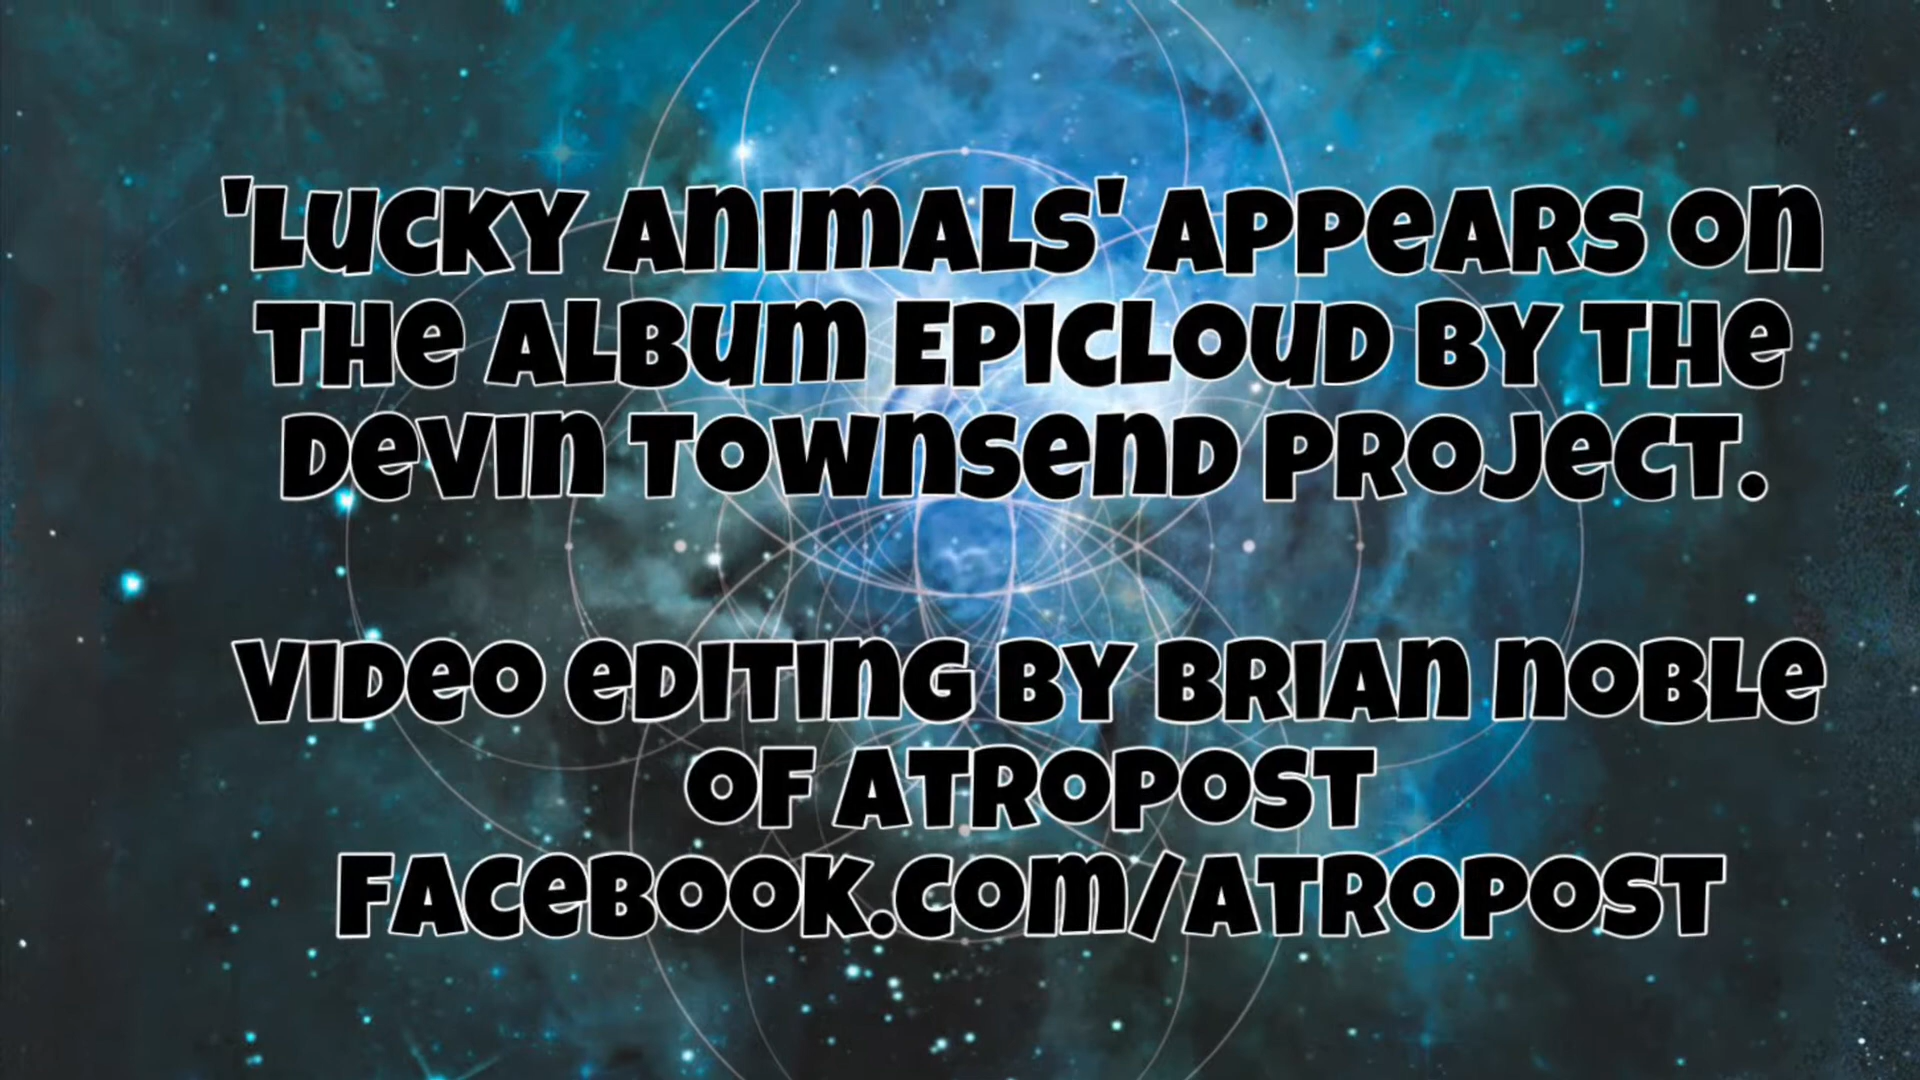 'Lucky Animals' appears on
the album Epicloud by the
Devin Townsend Project.
Video editing by Brian Noble
of Atropost
Facebook.com/Atropost